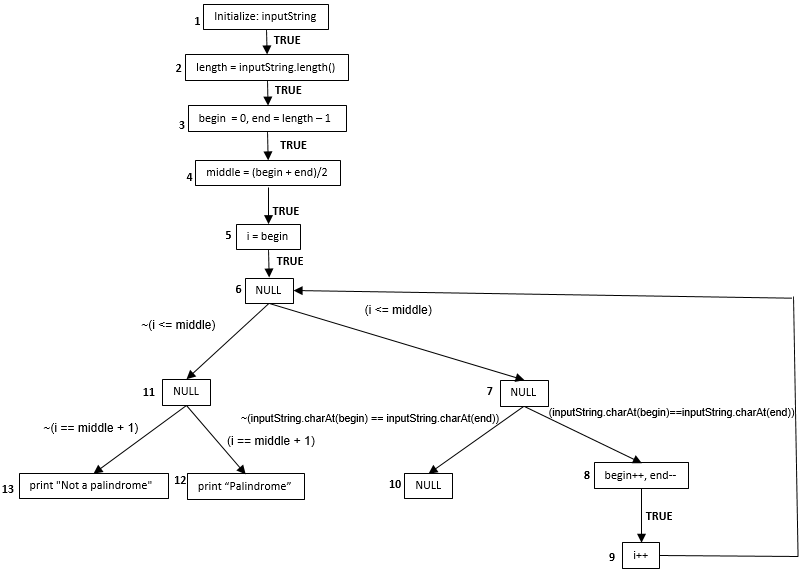 1 Initialize: inputString
TRUE
2 length = inputString.length()
TRUE
3 begin = 0, end = length – 1
TRUE
4 middle = (begin + end)/2
TRUE
5 i = begin
TRUE
6 NULL
~(i <= middle)
(i <= middle)
11 NULL
7 NULL
~(i == middle + 1)
(i == middle + 1)
~(inputString.charAt(begin) == inputString.charAt(end))
(inputString.charAt(begin)==inputString.charAt(end))
13 print "Not a palindrome"
12 print “Palindrome”
10 NULL
8 begin++, end--
TRUE
9 i++